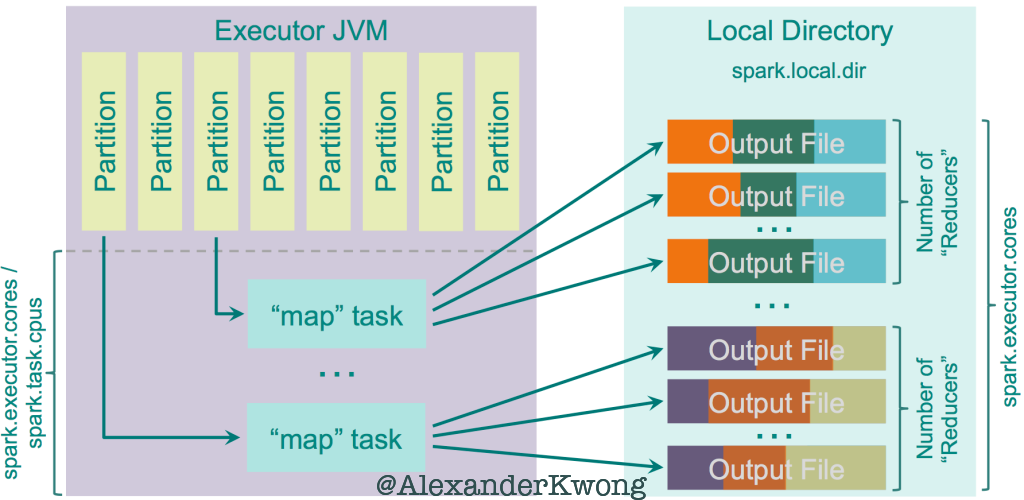 Executor JVM
Partition
Partition
Partition
Partition
Partition
Partition
Partition
Partition
spark.executor.cores /
spark.task.cpus
"map" task
...
"map" task
Local Directory
spark.local.dir
Output File
Output File
...
Output File
Number of
"Reducers"
...
Output File
Output File
...
Output File
Number of
"Reducers"
spark.executor.cores
@AlexanderKwong